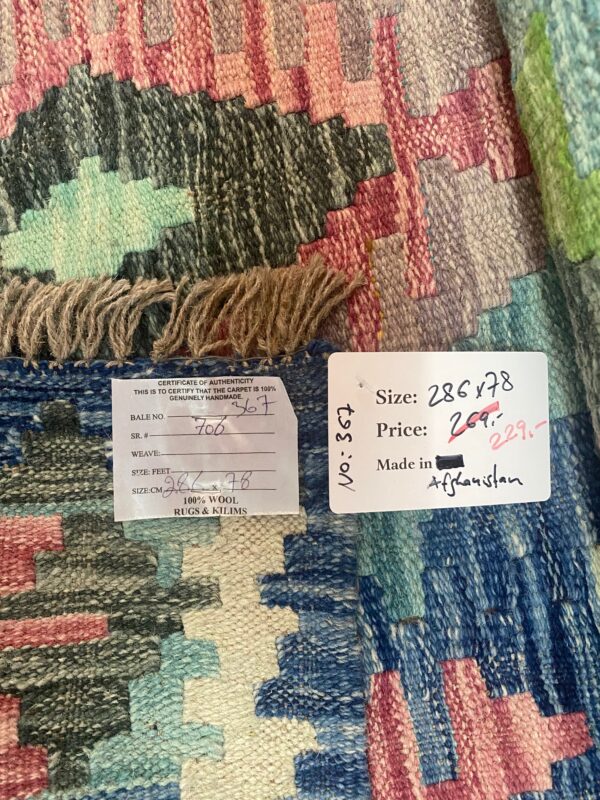 CERTIFICATE OF AUTHENTICITY
THIS IS TO CERTIFY THAT THE CARPET IS 100%
GENUINELY HANDMADE.
BALE NO. 367
SR. # 706
WEAVE:
SIZE: FEET
SIZE:CM 286 x 78
100% WOOL
RUGS & KILIMS
No:- 367
Size: 286x78
Price: 269.-
229,-
Made in
Afghanistan